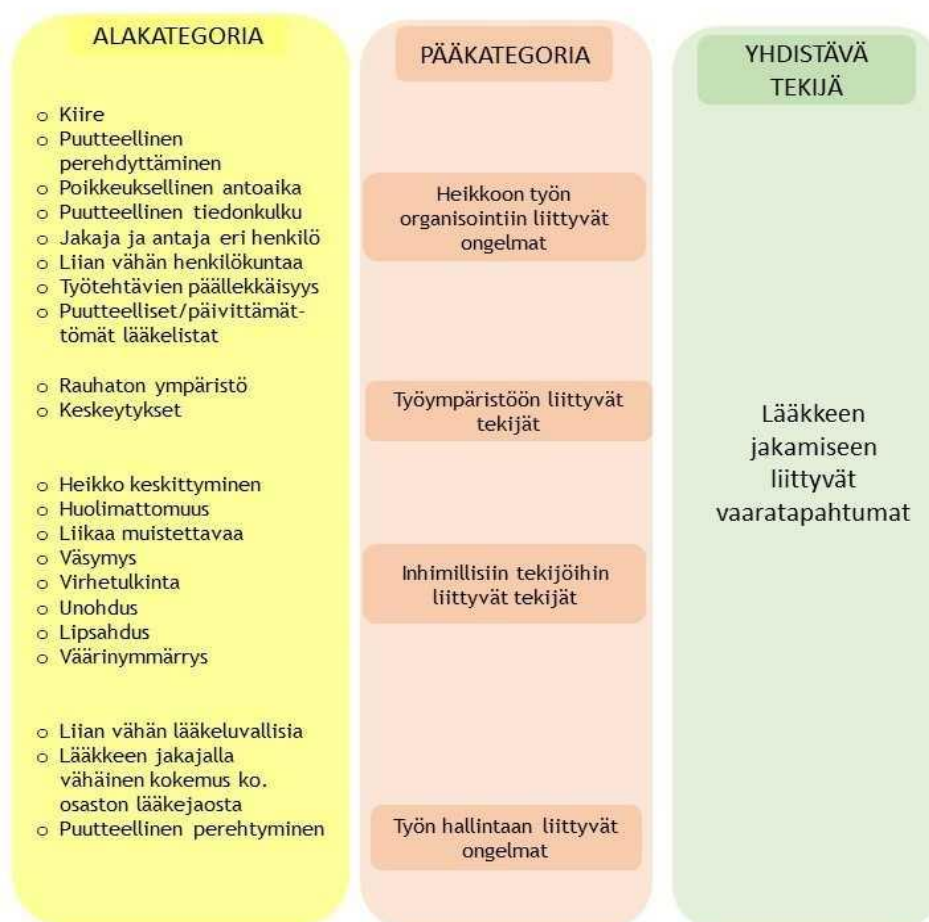 ALAKATEGORIA
o Kiire
o Puutteellinen
perehdyttäminen
o Poikkeuksellinen antoaika
o Puutteellinen tiedonkulku
o Jakaja ja antaja eri henkilö
o Liian vähän henkilökuntaa
o Työtehtävien päällekkäisyys
o Puutteelliset/päivittämät-
tömät lääkelistat
o Rauhaton ympäristö
o Keskeytykset
o Heikko keskittyminen
o Huolimattomuus
o Liikaa muistettavaa
o Väsymys
o Virhetulkinta
o Unohdus
o Lipsahdus
o Väärinymmärrys
o Liian vähän lääkeluvallisia
o Lääkkeen jakajalla
vähäinen kokemus ko.
osaston lääkejaosta
o Puutteellinen perehtyminen
PÄÄKATEGORIA
Heikkoon työn
organisointiin liittyvät
ongelmat
Työympäristöön liittyvät
tekijät
Inhimillisiin tekijöihin
liittyvät tekijät
Työn hallintaan liittyvät
ongelmat
YHDISTÄVÄ
TEKIJÄ
Lääkkeen
jakamiseen
liittyvät
vaaratapahtumat